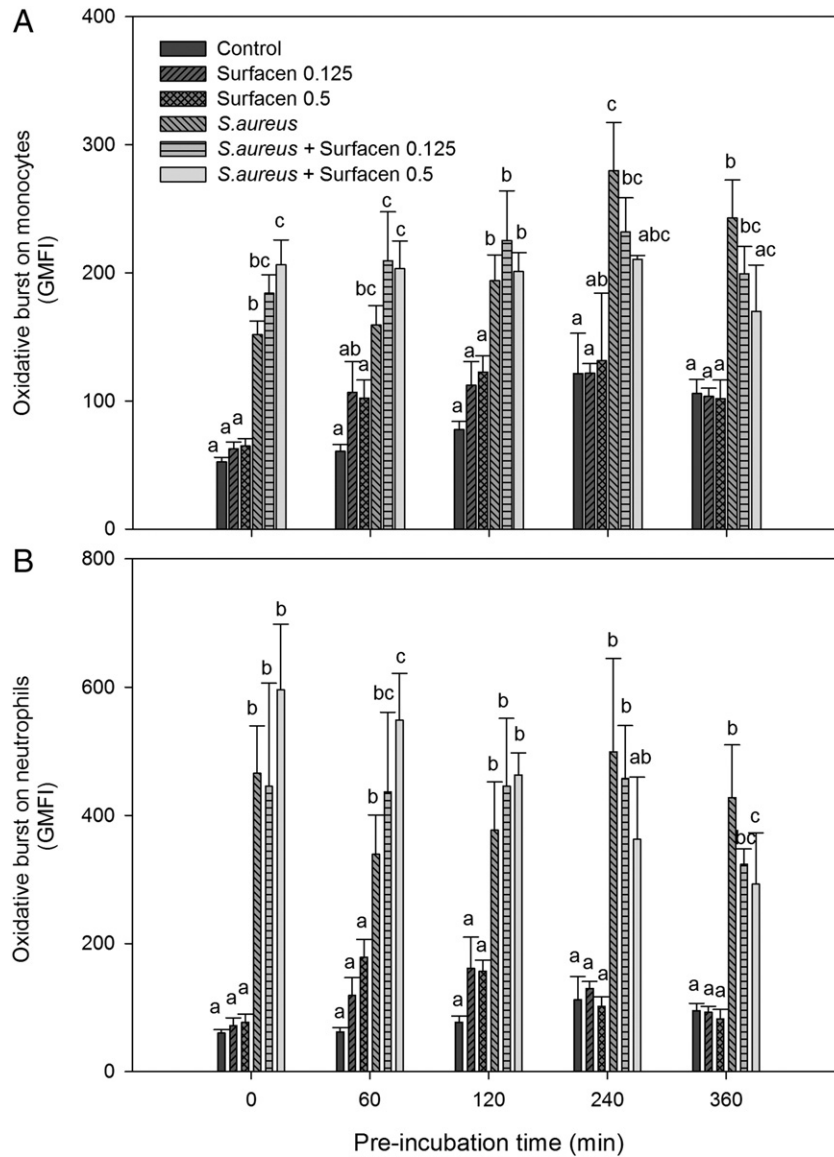 A
400
300
200
100
0
Oxidative burst on monocytes
(GMFI)
Control
Surfacen 0.125
Surfacen 0.5
S.aureus
S.aureus + Surfacen 0.125
S.aureus + Surfacen 0.5
a a a b bc c
a ab a bc c c
a a a b b b
a a ab c bc abc
a a a b bc ac
B
800
600
400
200
0
Oxidative burst on neutrophils
(GMFI)
a a a b b b
a a a b bc c
a a a b b b
a a a b b ab
a a a b bc c
0 60 120 240 360
Pre-incubation time (min)